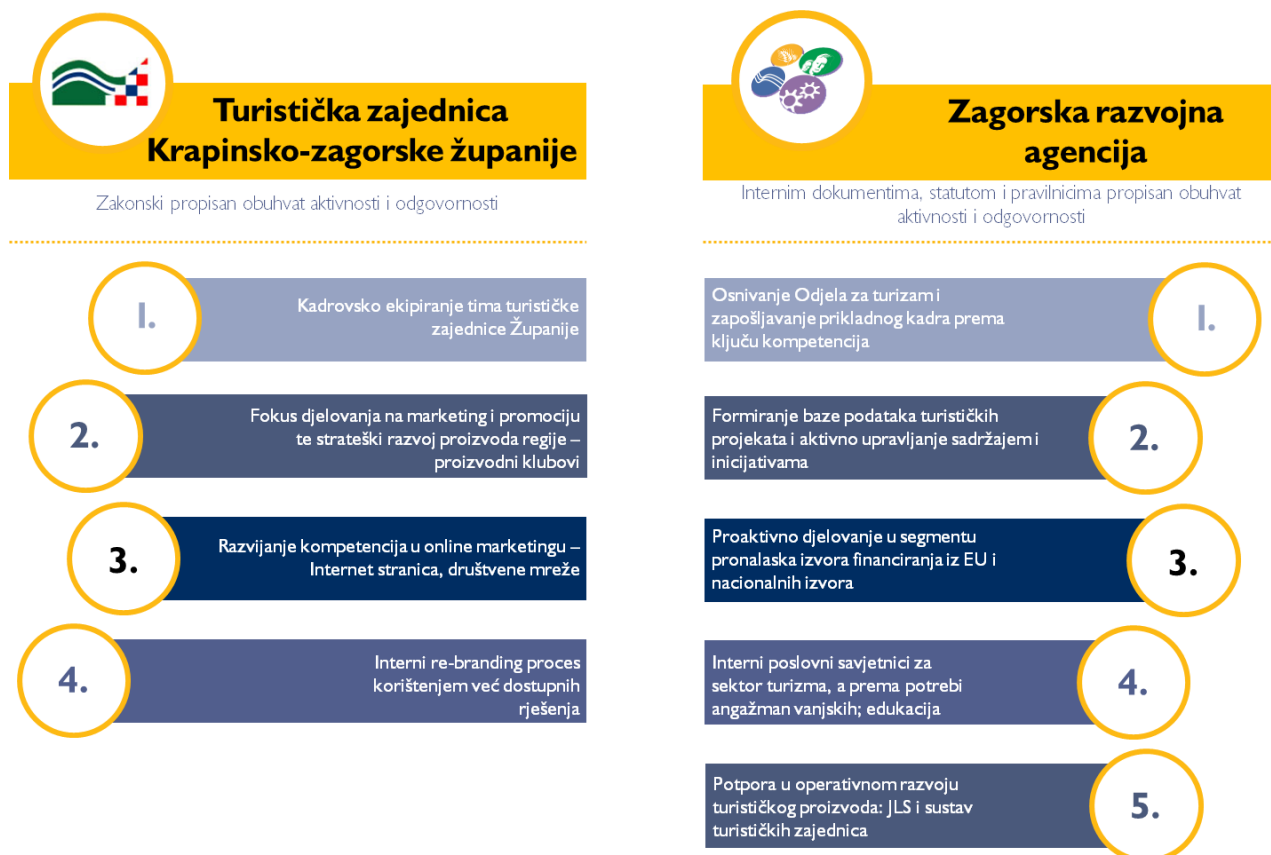 Turistička zajednica
Krapinsko-zagorske županije
Zakonski propisan obuhvat aktivnosti i odgovornosti
1.
Kadrovsko ekipiranje tima turističke
zajednice Županije
2.
Fokus djelovanja na marketing i promociju
te strateški razvoj proizvoda regije –
proizvodni klubovi
3.
Razvijanje kompetencija u online marketingu –
Internet stranica, društvene mreže
4.
Interni re-branding proces
korištenjem već dostupnih
rješenja
Zagorska razvojna
agencija
Internim dokumentima, statutom i pravilnicima propisan obuhvat
aktivnosti i odgovornosti
Osnivanje Odjela za turizam i
zapošljavanje prikladnog kadra prema
ključu kompetencija
1.
Formiranje baze podataka turističkih
projekata i aktivno upravljanje sadržajem i
inicijativama
2.
Proaktivno djelovanje u segmentu
pronalaska izvora financiranja iz EU i
nacionalnih izvora
3.
Interni poslovni savjetnici za
sektor turizma, a prema potrebi
angažman vanjskih; edukacija
4.
Potpora u operativnom razvoju
turističkog proizvoda: JLS i sustav
turističkih zajednica
5.